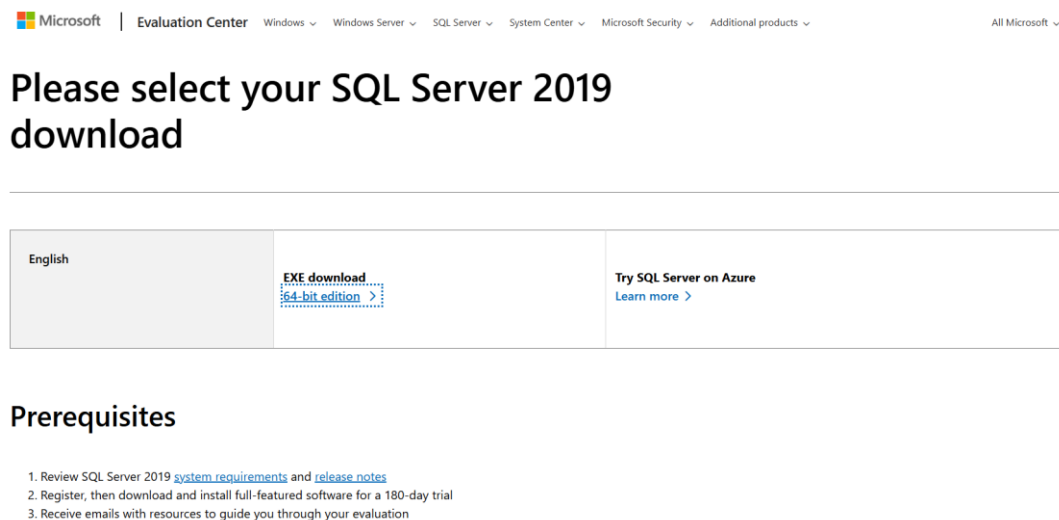 Microsoft | Evaluation Center Windows Windows Server SQL Server System Center Microsoft Security Additional products All Microsoft
Please select your SQL Server 2019
download
English
EXE download
64-bit edition >
Try SQL Server on Azure
Learn more >
Prerequisites
1. Review SQL Server 2019 system requirements and release notes
2. Register, then download and install full-featured software for a 180-day trial
3. Receive emails with resources to guide you through your evaluation